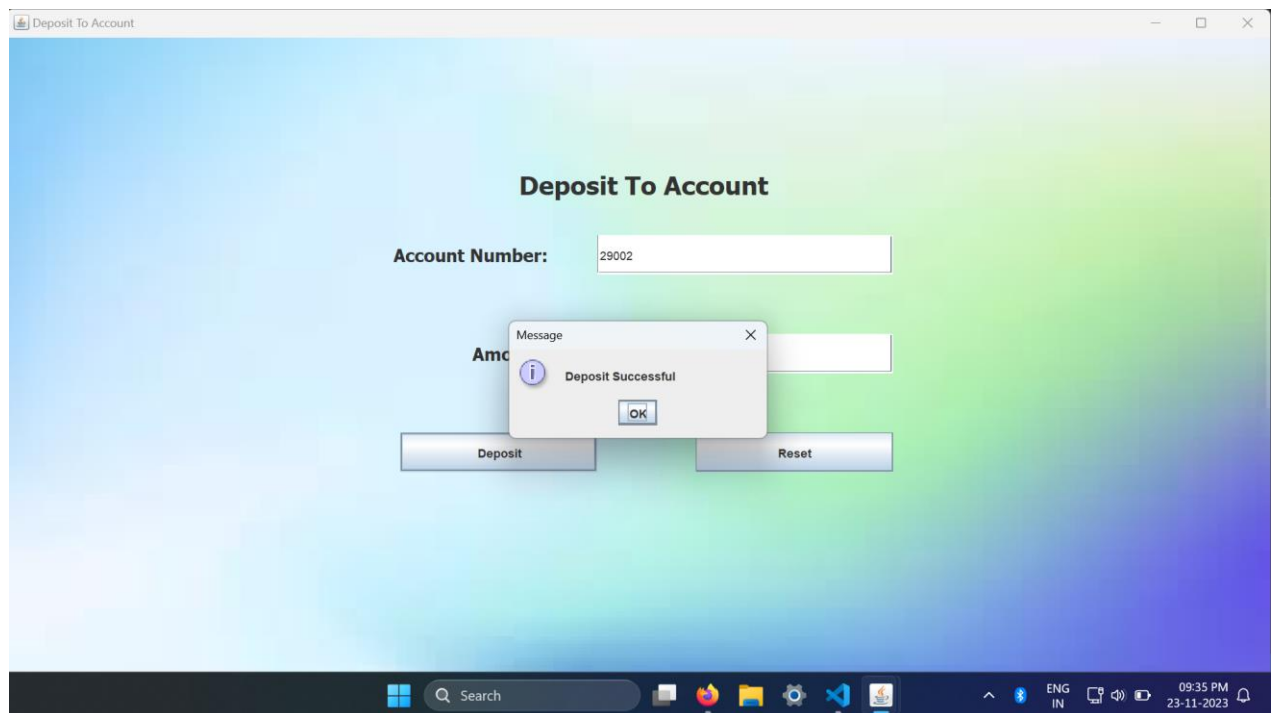 Deposit To Account
Deposit To Account
Account Number: 29002
Message
Deposit Successful
OK
Deposit Reset
Search
ENG
IN
09:35 PM
23-11-2023